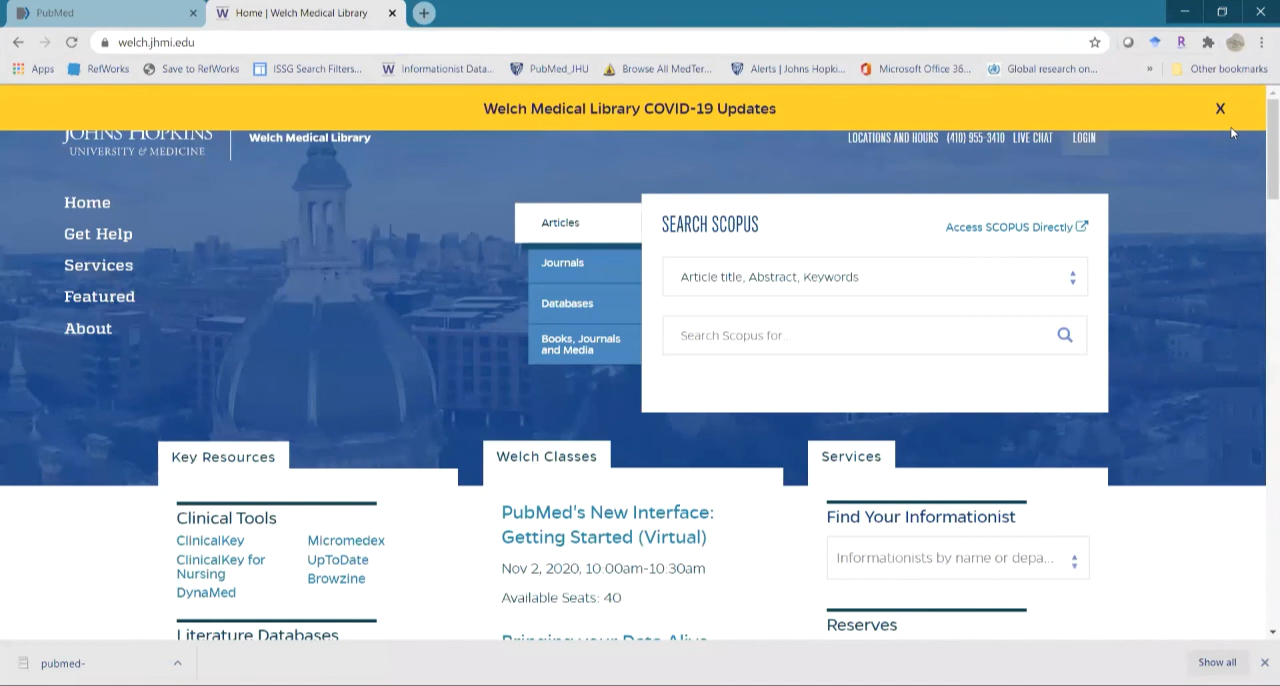 PubMed
Home | Welch Medical Library
welch.jhmi.edu
Apps
RefWorks
Save to RefWorks
ISSG Search Filters...
Informationist Data...
PubMed_JHU
Browse All MedTer...
Alerts | Johns Hopki...
Microsoft Office 36...
Global research on...
»
Other bookmarks
Welch Medical Library COVID-19 Updates
X
JOHNS HOPKINS
UNIVERSITY & MEDICINE
Welch Medical Library
LOCATIONS AND HOURS
(410) 955-3410
LIVE CHAT
LOGIN
Home
Get Help
Services
Featured
About
Articles
Journals
Databases
Books, Journals
and Media
SEARCH SCOPUS
Access SCOPUS Directly
Article title, Abstract, Keywords
Search Scopus for...
Key Resources
Clinical Tools
ClinicalKey
ClinicalKey for
Nursing
DynaMed
Micromedex
UpToDate
Browzine
Literature Databases
Welch Classes
PubMed's New Interface:
Getting Started (Virtual)
Nov 2, 2020, 10:00am-10:30am
Available Seats: 40
Bringing your Data Alive
Services
Find Your Informationist
Informationists by name or depa...
Reserves
pubmed-
Show all